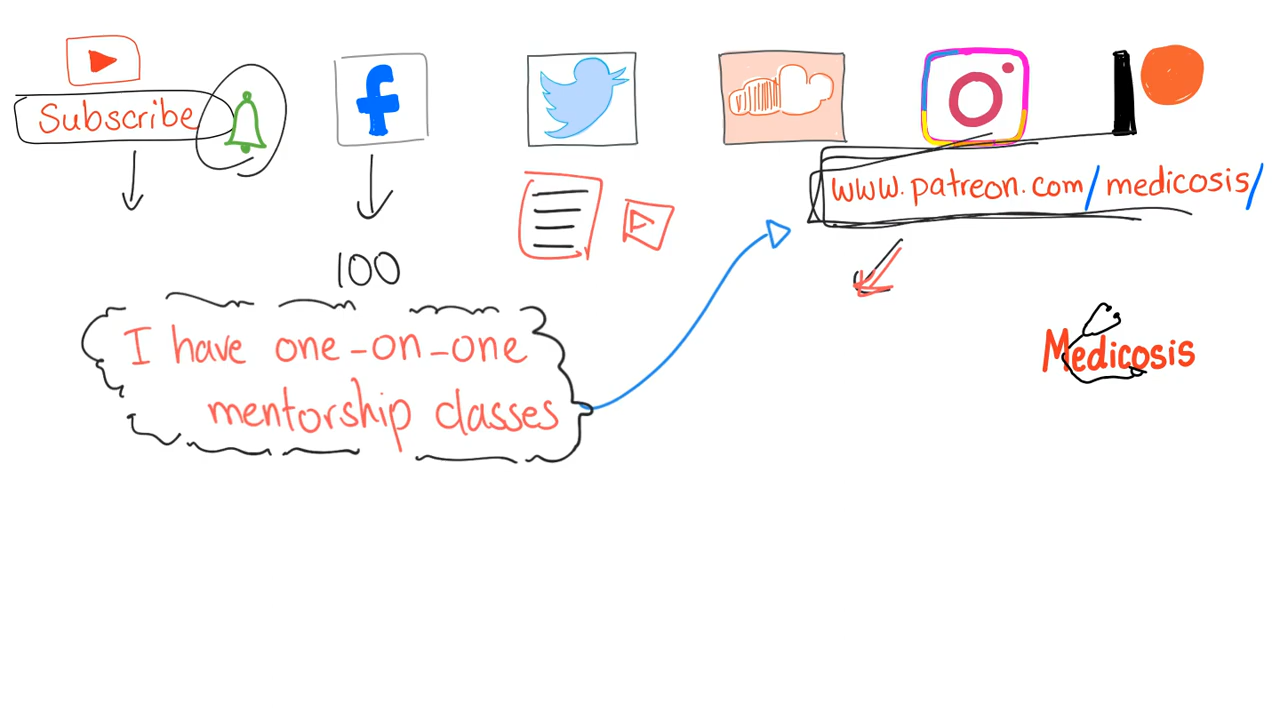 Subscribe
f
www.patreon.com/medicosis/
100
I have one-on-one
mentorship classes
Medicosis